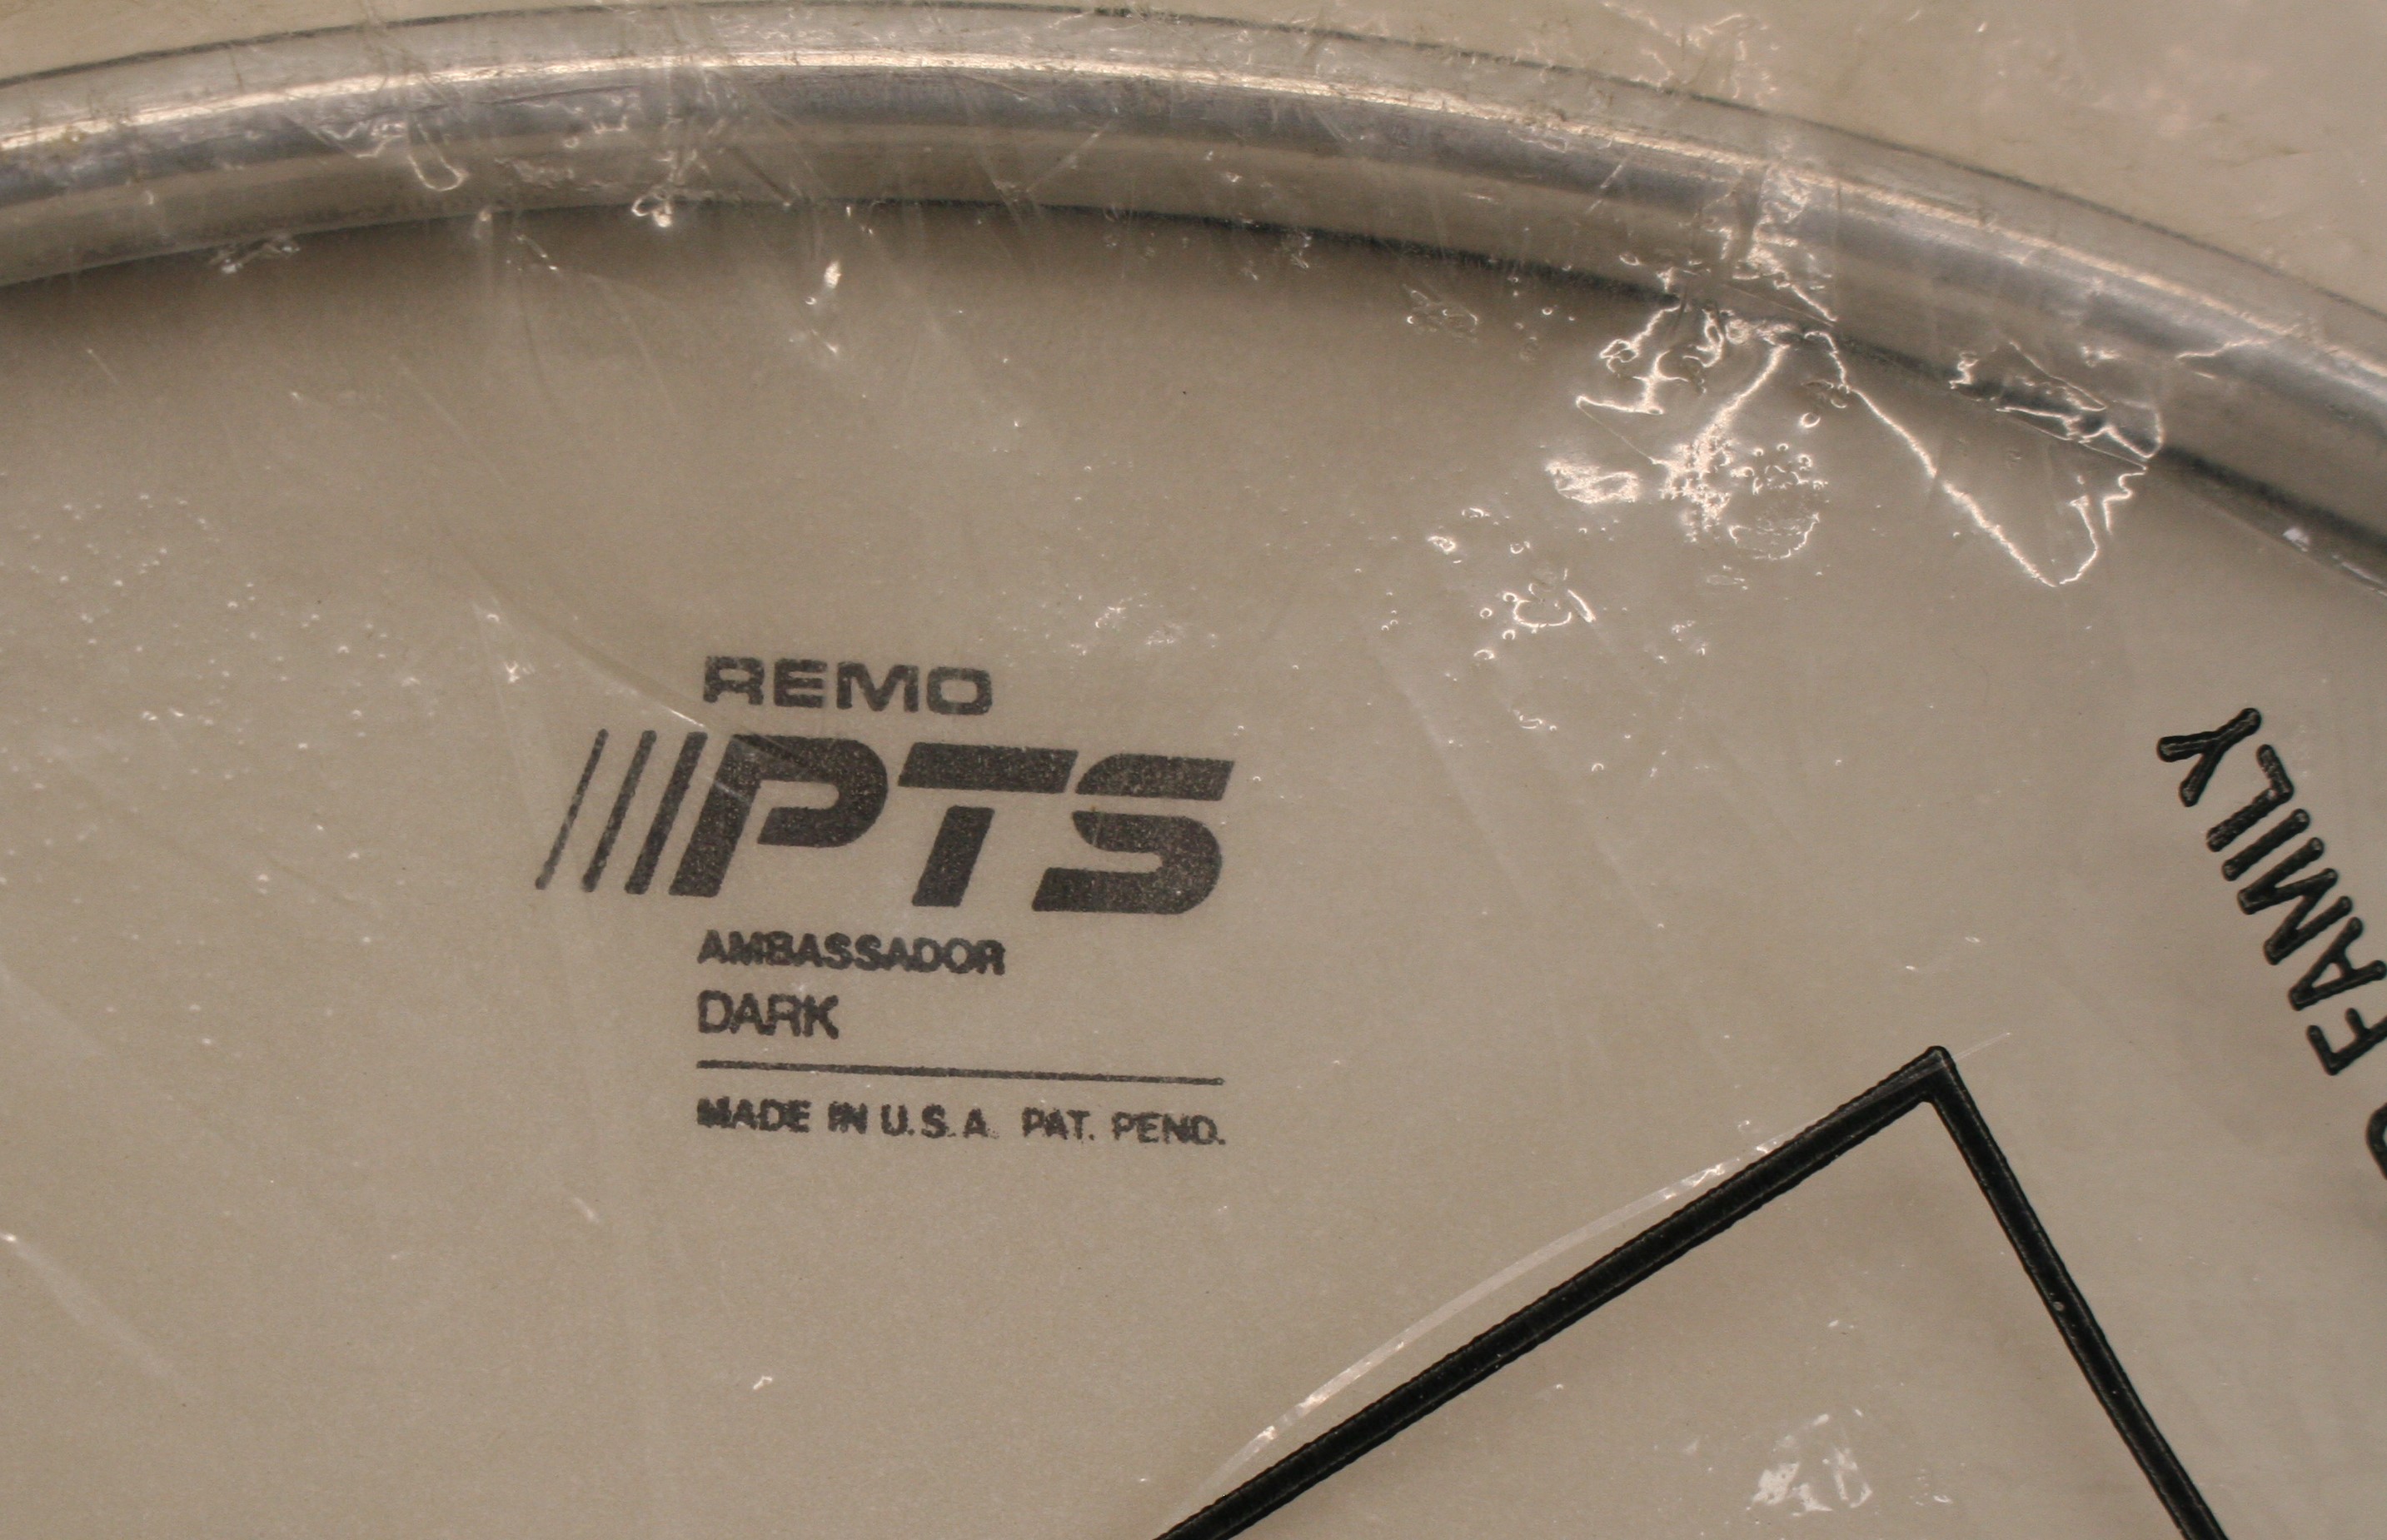 REMO
PTS
AMBASSADOR
DARK
MADE IN U.S.A. PAT. PEND.
FAMILY